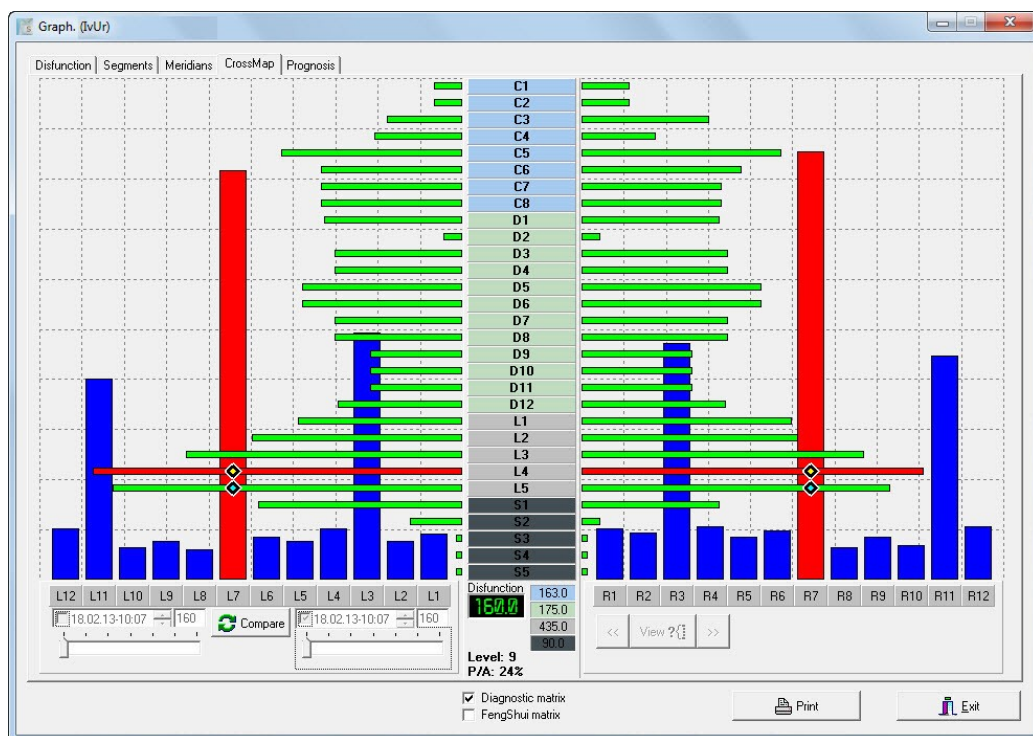 Graph. (IvUr)
Disfunction Segments Meridians CrossMap Prognosis
C1
C2
C3
C4
C5
C6
C7
C8
D1
D2
D3
D4
D5
D6
D7
D8
D9
D10
D11
D12
L1
L2
L3
L4
L5
S1
S2
S3
S4
S5
L12 L11 L10 L9 L8 L7 L6 L5 L4 L3 L2 L1
R1 R2 R3 R4 R5 R6 R7 R8 R9 R10 R11 R12
18.02.13-10:07 160
Compare
18.02.13-10:07 160
Disfunction
160.0
163.0
175.0
435.0
90.0
Level: 9
P/A: 24%
<< View ?{¦ >>
Diagnostic matrix
FengShui matrix
Print
Exit